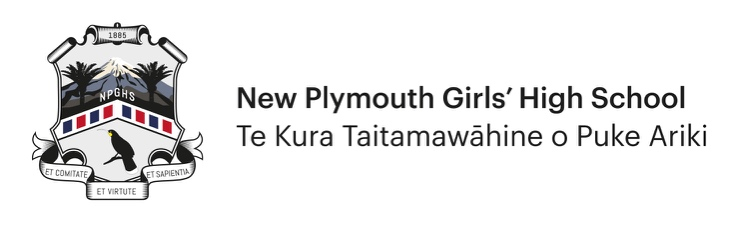 1885
NPGHS
ET COMITATE
ET VIRTUTE
ET SAPIENTIA
New Plymouth Girls’ High School
Te Kura Taitamawāhine o Puke Ariki